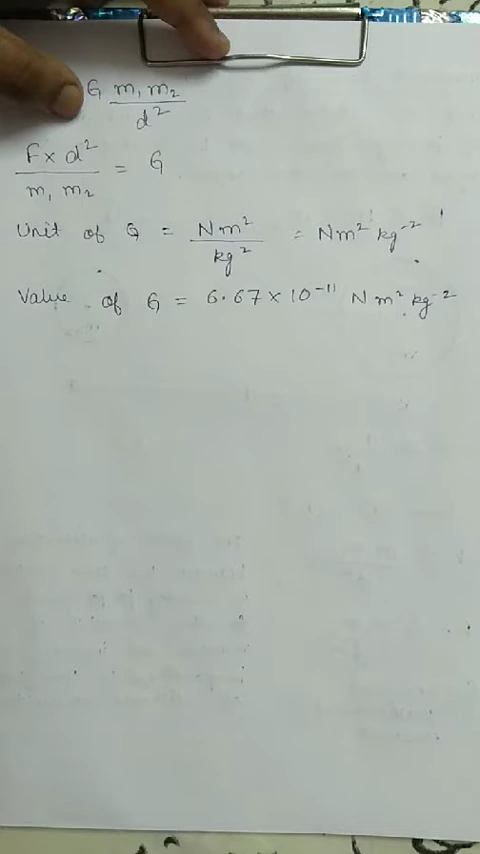 G m₁ m₂ / d²
F × d² / m₁ m₂ = G
Unit of G = Nm² / kg² = Nm² kg⁻²
Value of G = 6.67 × 10⁻¹¹ N m² kg⁻²